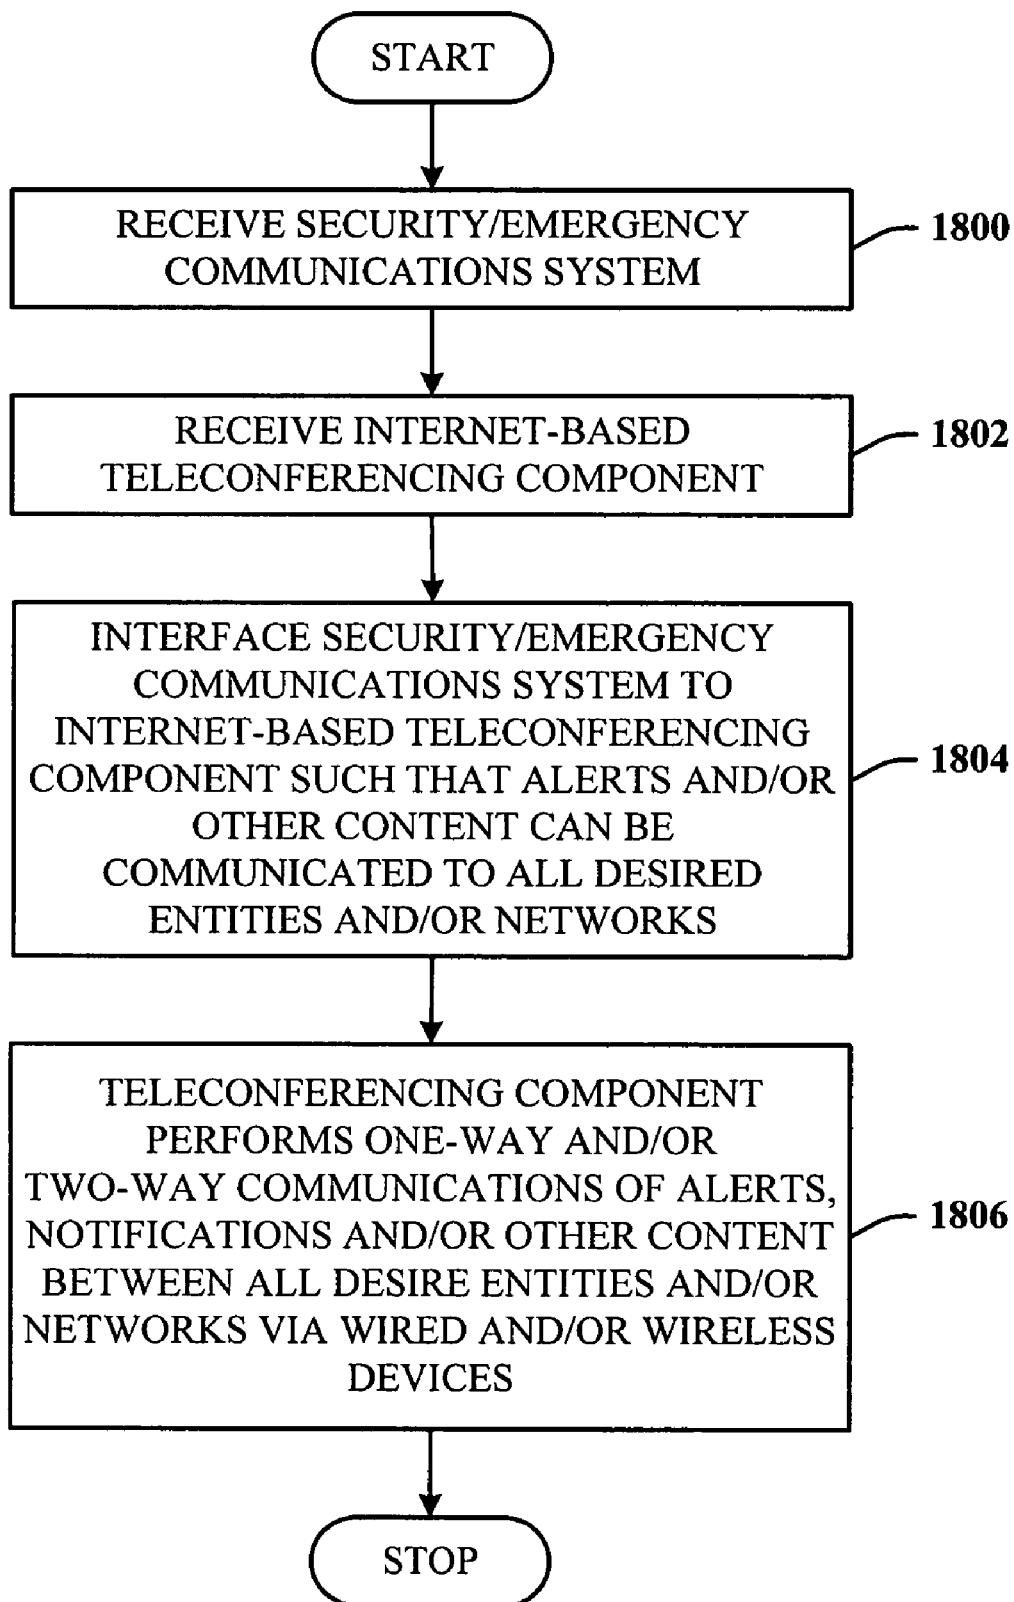 START
RECEIVE SECURITY/EMERGENCY
COMMUNICATIONS SYSTEM
1800
RECEIVE INTERNET-BASED
TELECONFERENCING COMPONENT
1802
INTERFACE SECURITY/EMERGENCY
COMMUNICATIONS SYSTEM TO
INTERNET-BASED TELECONFERENCING
COMPONENT SUCH THAT ALERTS AND/OR
OTHER CONTENT CAN BE
COMMUNICATED TO ALL DESIRED
ENTITIES AND/OR NETWORKS
1804
TELECONFERENCING COMPONENT
PERFORMS ONE-WAY AND/OR
TWO-WAY COMMUNICATIONS OF ALERTS,
NOTIFICATIONS AND/OR OTHER CONTENT
BETWEEN ALL DESIRE ENTITIES AND/OR
NETWORKS VIA WIRED AND/OR WIRELESS
DEVICES
1806
STOP